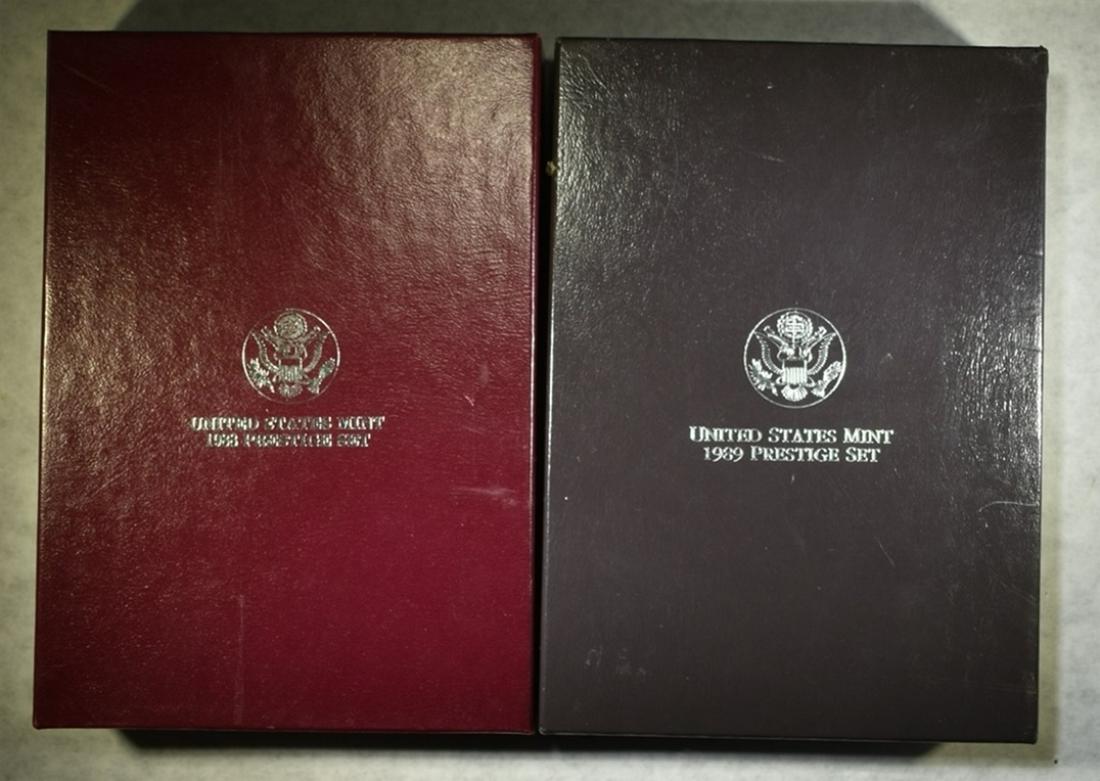 UNITED STATES MINT
1988 PRESTIGE SET
UNITED STATES MINT
1989 PRESTIGE SET